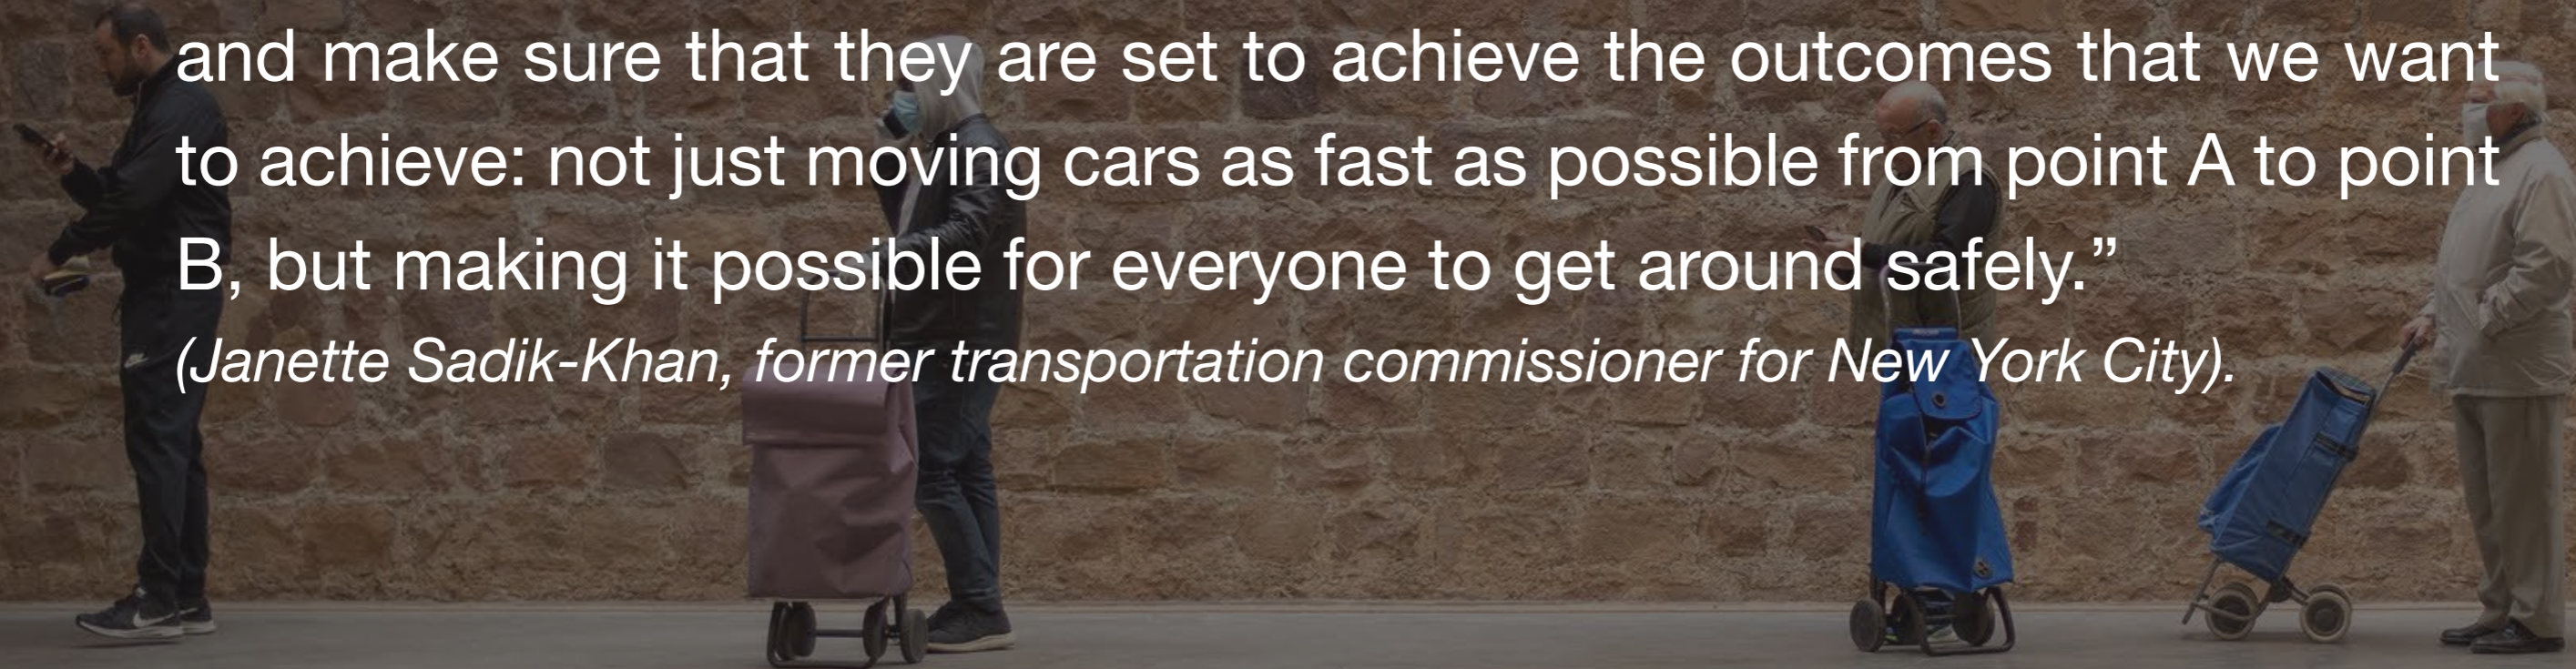 and make sure that they are set to achieve the outcomes that we want
to achieve: not just moving cars as fast as possible from point A to point
B, but making it possible for everyone to get around safely.”
(Janette Sadik-Khan, former transportation commissioner for New York City).